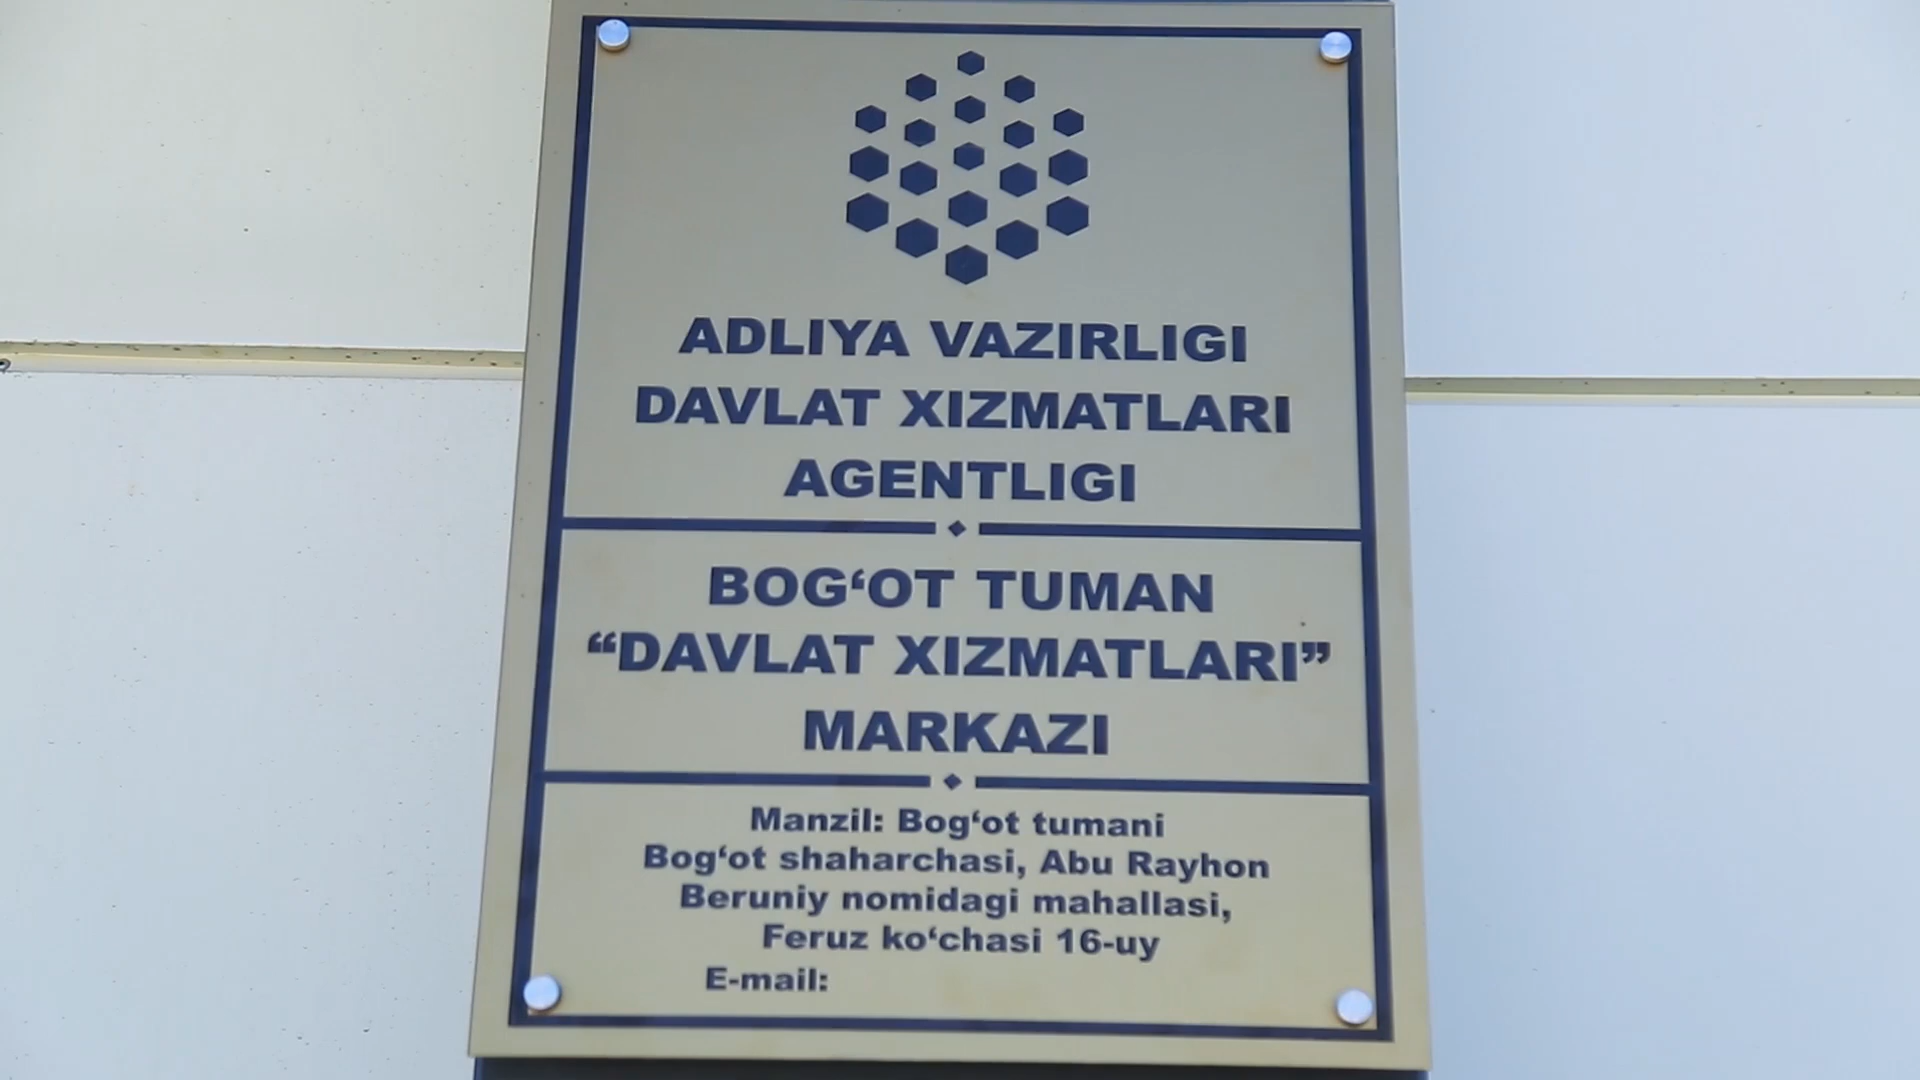 ADLIYA VAZIRLIGI
DAVLAT XIZMATLARI
AGENTLIGI
BOG‘OT TUMAN
“DAVLAT XIZMATLARI”
MARKAZI
Manzil: Bog‘ot tumani
Bog‘ot shaharchasi, Abu Rayhon
Beruniy nomidagi mahallasi,
Feruz ko‘chasi 16-uy
E-mail: